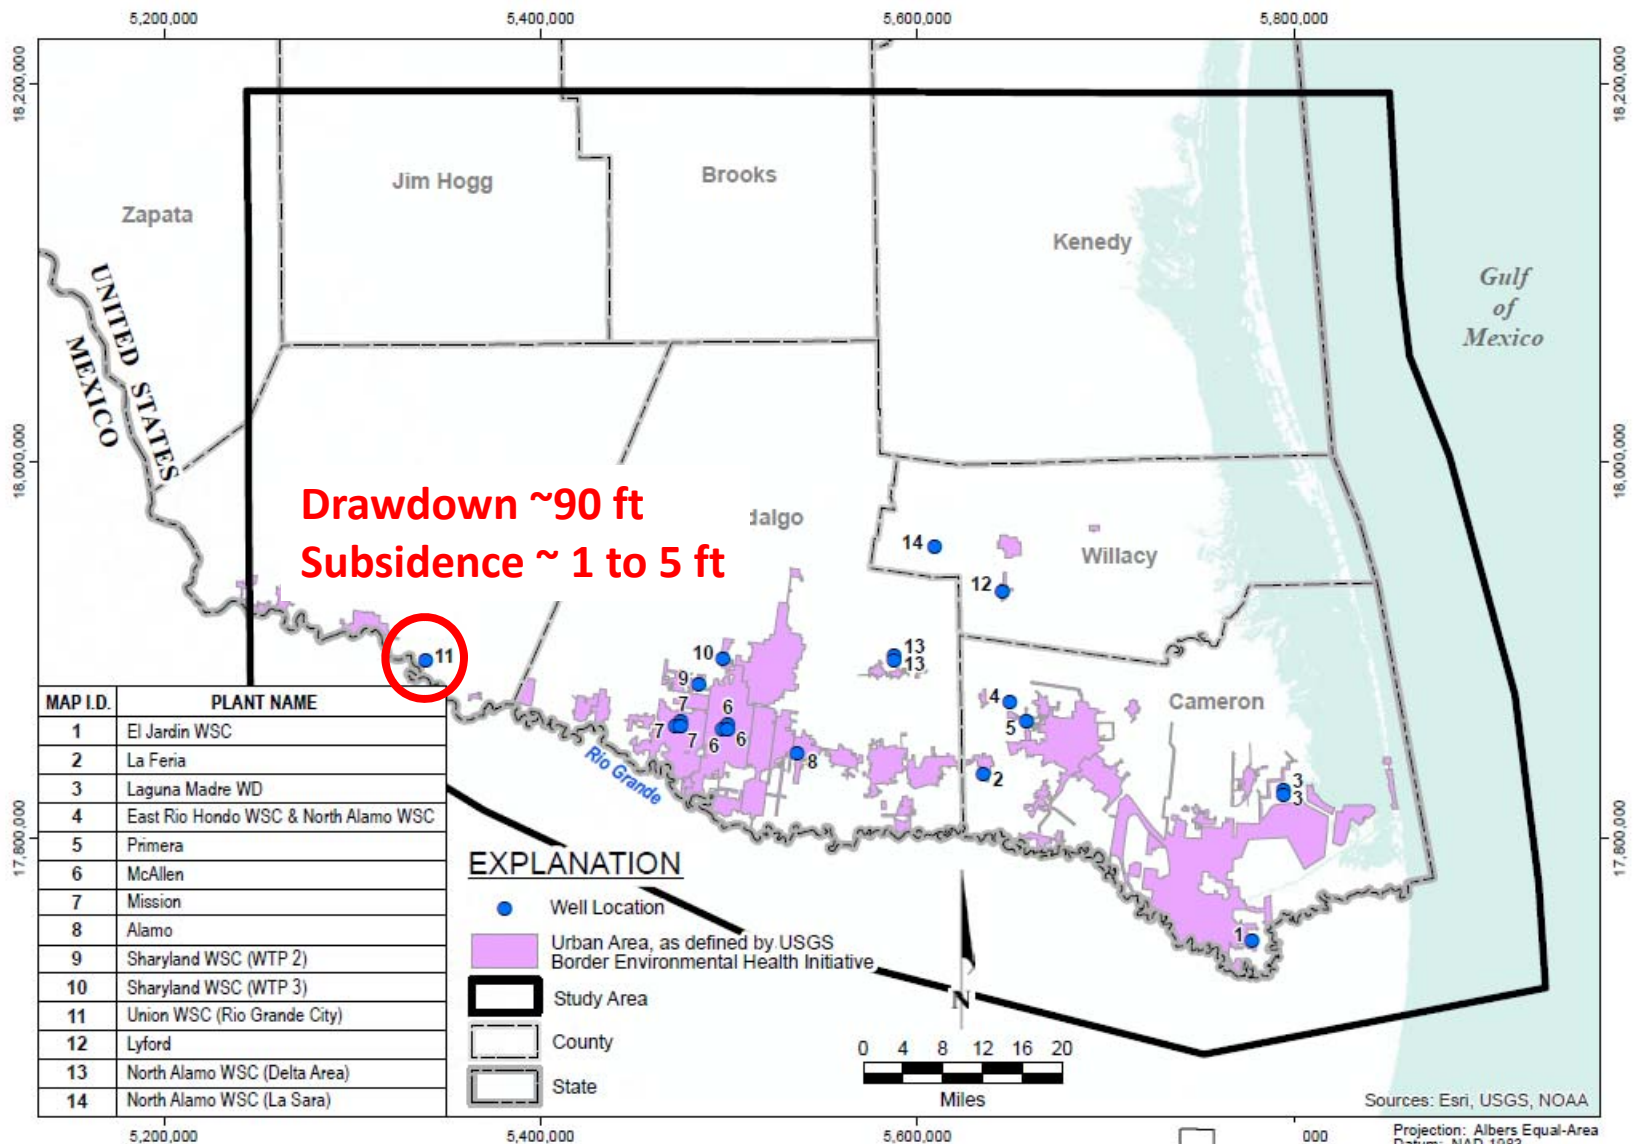 5,200,000
5,400,000
5,600,000
5,800,000
18,200,000
18,200,000
Jim Hogg
Brooks
Zapata
Kenedy
Gulf
of
Mexico
UNITED STATES
MEXICO
18,000,000
18,000,000
Drawdown ~90 ft
Subsidence ~ 1 to 5 ft
dalgo
14
Willacy
12
11
10
13
13
9
7
6
4
Cameron
7
7
6
6
5
8
2
3
3
Rio Grande
1
17,800,000
17,800,000
MAP I.D. PLANT NAME
1 El Jardin WSC
2 La Feria
3 Laguna Madre WD
4 East Rio Hondo WSC & North Alamo WSC
5 Primera
6 McAllen
7 Mission
8 Alamo
9 Sharyland WSC (WTP 2)
10 Sharyland WSC (WTP 3)
11 Union WSC (Rio Grande City)
12 Lyford
13 North Alamo WSC (Delta Area)
14 North Alamo WSC (La Sara)
EXPLANATION
Well Location
Urban Area, as defined by USGS
Border Environmental Health Initiative
Study Area
County
State
N
0 4 8 12 16 20
Miles
Sources: Esri, USGS, NOAA
5,200,000
5,400,000
5,600,000
000
Projection: Albers Equal-Area
Datum: NAD 1983